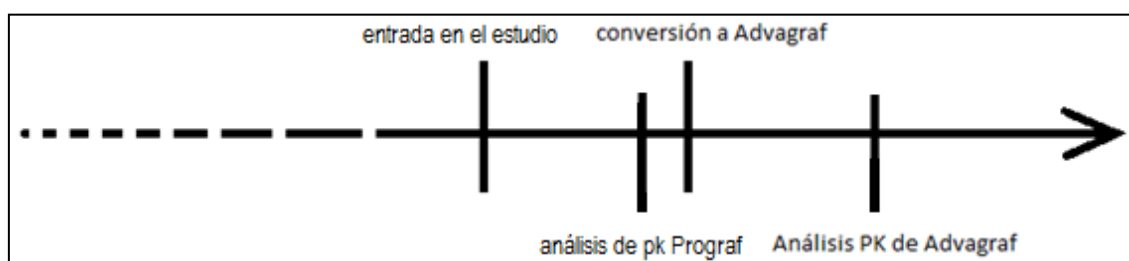 entrada en el estudio
conversión a Advagraf
análisis de pk Prograf
Análisis PK de Advagraf